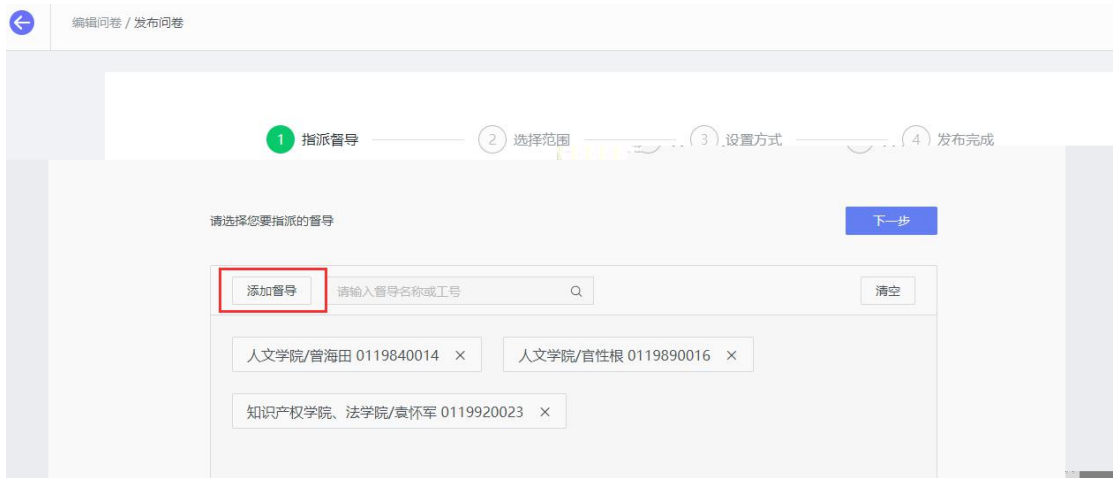 编辑问卷 / 发布问卷
1 指派督导 2 选择范围 3 设置方式 4 发布完成
请选择您要指派的督导 下一步
添加督导 请输入督导名称或工号 清空
人文学院/曾海田 0119840014 × 人文学院/官性根 0119890016 ×
知识产权学院、法学院/袁怀军 0119920023 ×